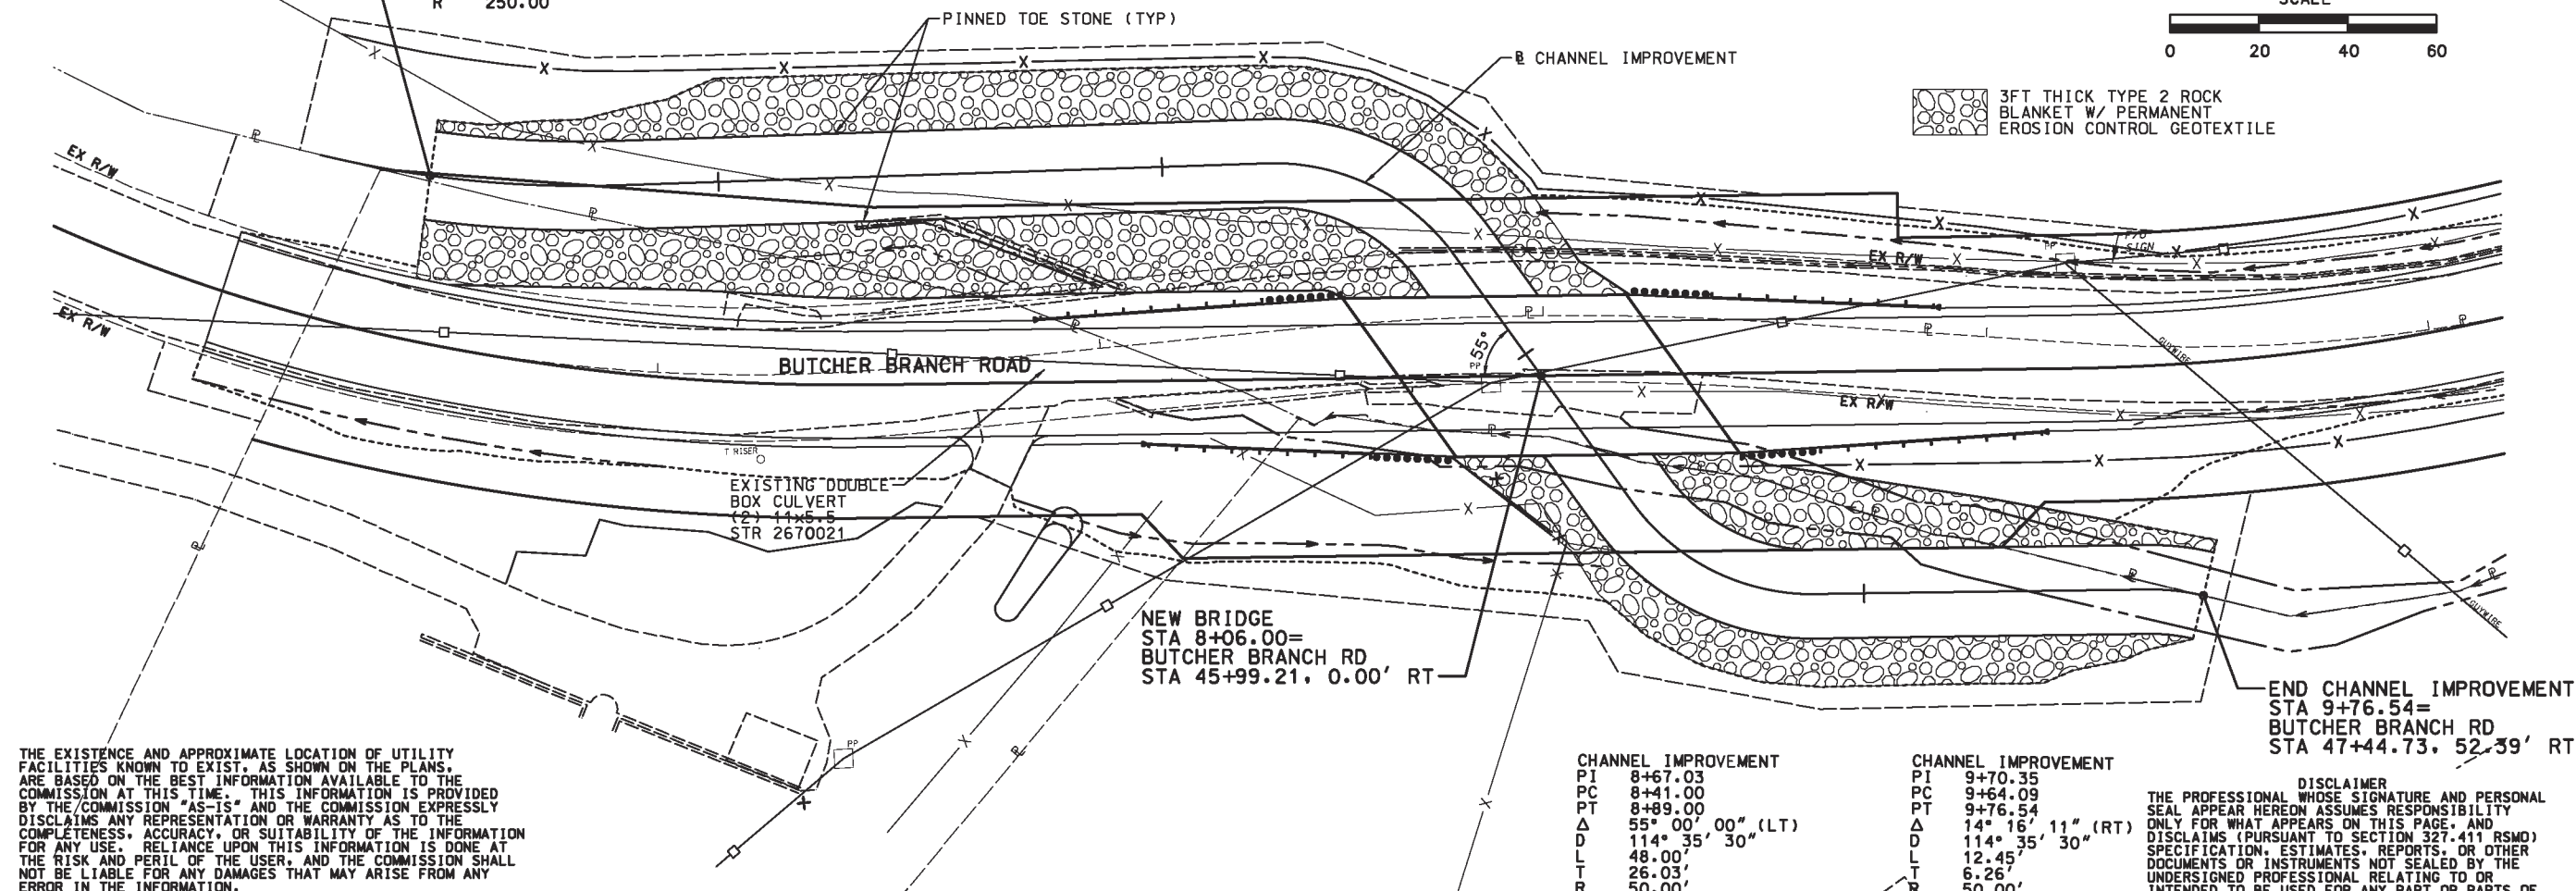 R 250.00
PINNED TOE STONE (TYP)
SCALE
0 20 40 60
℄ CHANNEL IMPROVEMENT
3FT THICK TYPE 2 ROCK
BLANKET W/ PERMANENT
EROSION CONTROL GEOTEXTILE
EX R/W
EX R/W
EX R/W
EX R/W
P/O
SIGN
PP
GUYWIRE
55°
PP
BUTCHER BRANCH ROAD
T RISER
EXISTING DOUBLE
BOX CULVERT
(2) 11x5.5
STR 2670021
NEW BRIDGE
STA 8+06.00=
BUTCHER BRANCH RD
STA 45+99.21, 0.00' RT
GUYWIRE
END CHANNEL IMPROVEMENT
STA 9+76.54=
BUTCHER BRANCH RD
STA 47+44.73, 52.39' RT
PP
THE EXISTENCE AND APPROXIMATE LOCATION OF UTILITY
FACILITIES KNOWN TO EXIST, AS SHOWN ON THE PLANS,
ARE BASED ON THE BEST INFORMATION AVAILABLE TO THE
COMMISSION AT THIS TIME. THIS INFORMATION IS PROVIDED
BY THE COMMISSION "AS-IS" AND THE COMMISSION EXPRESSLY
DISCLAIMS ANY REPRESENTATION OR WARRANTY AS TO THE
COMPLETENESS, ACCURACY, OR SUITABILITY OF THE INFORMATION
FOR ANY USE. RELIANCE UPON THIS INFORMATION IS DONE AT
THE RISK AND PERIL OF THE USER, AND THE COMMISSION SHALL
NOT BE LIABLE FOR ANY DAMAGES THAT MAY ARISE FROM ANY
ERROR IN THE INFORMATION.
CHANNEL IMPROVEMENT
PI 8+67.03
PC 8+41.00
PT 8+89.00
Δ 55° 00' 00" (LT)
D 114° 35' 30"
L 48.00'
T 26.03'
R 50.00'
CHANNEL IMPROVEMENT
PI 9+70.35
PC 9+64.09
PT 9+76.54
Δ 14° 16' 11" (RT)
D 114° 35' 30"
L 12.45'
T 6.26'
R 50.00'
DISCLAIMER
THE PROFESSIONAL WHOSE SIGNATURE AND PERSONAL
SEAL APPEAR HEREON ASSUMES RESPONSIBILITY
ONLY FOR WHAT APPEARS ON THIS PAGE, AND
DISCLAIMS (PURSUANT TO SECTION 327.411 RSMO)
SPECIFICATION, ESTIMATES, REPORTS, OR OTHER
DOCUMENTS OR INSTRUMENTS NOT SEALED BY THE
UNDERSIGNED PROFESSIONAL RELATING TO OR
INTENDED TO BE USED FOR ANY PART OR PARTS OF